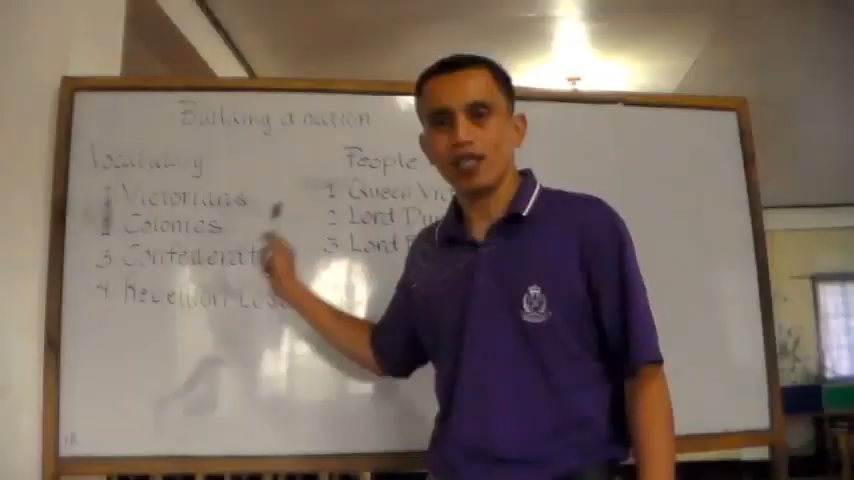 Building a nation
Vocabulary
1 Victorians
2 Colonies
3 Confederat
4 Rebellion
People
1 Queen Vic
2 Lord Du
3 Lord